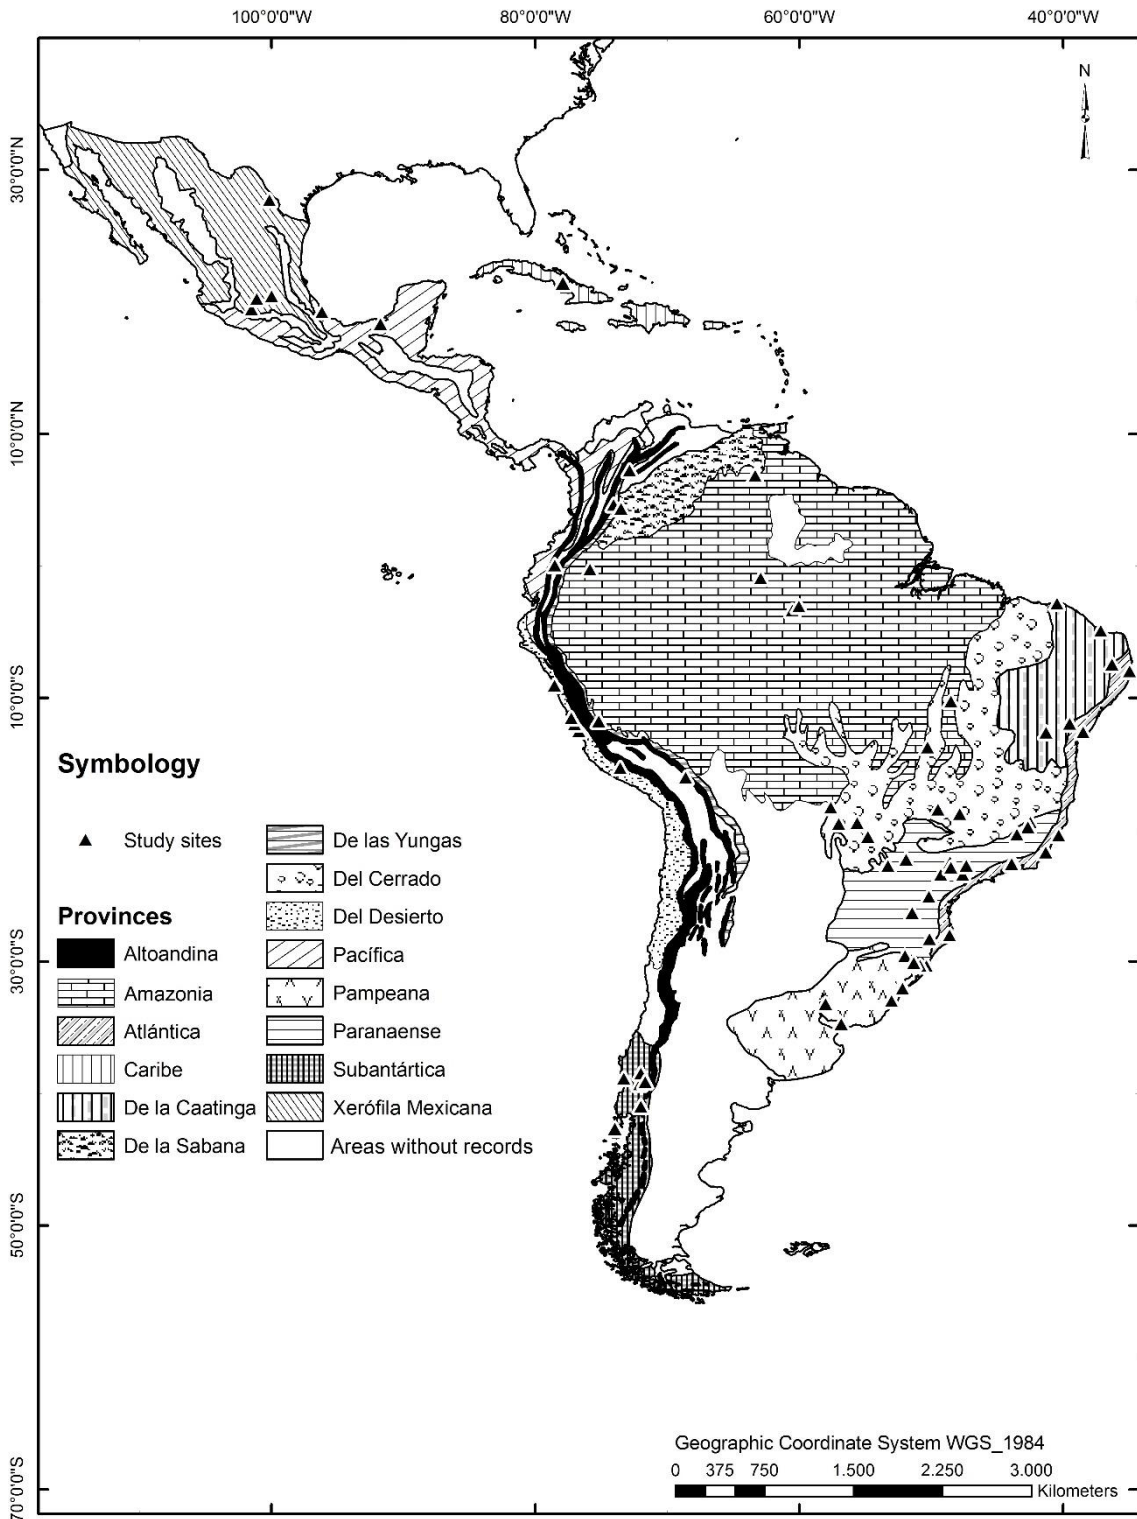 100°0'0"W 80°0'0"W 60°0'0"W 40°0'0"W
N
30°0'0"N
10°0'0"N
10°0'0"S
30°0'0"S
50°0'0"S
70°0'0"S
Symbology
Study sites
Provinces
Altoandina
Amazonia
Atlántica
Caribe
De la Caatinga
De la Sabana
De las Yungas
Del Cerrado
Del Desierto
Pacífica
Pampeana
Paranaense
Subantártica
Xerófila Mexicana
Areas without records
Geographic Coordinate System WGS_1984
0 375 750 1.500 2.250 3.000
Kilometers